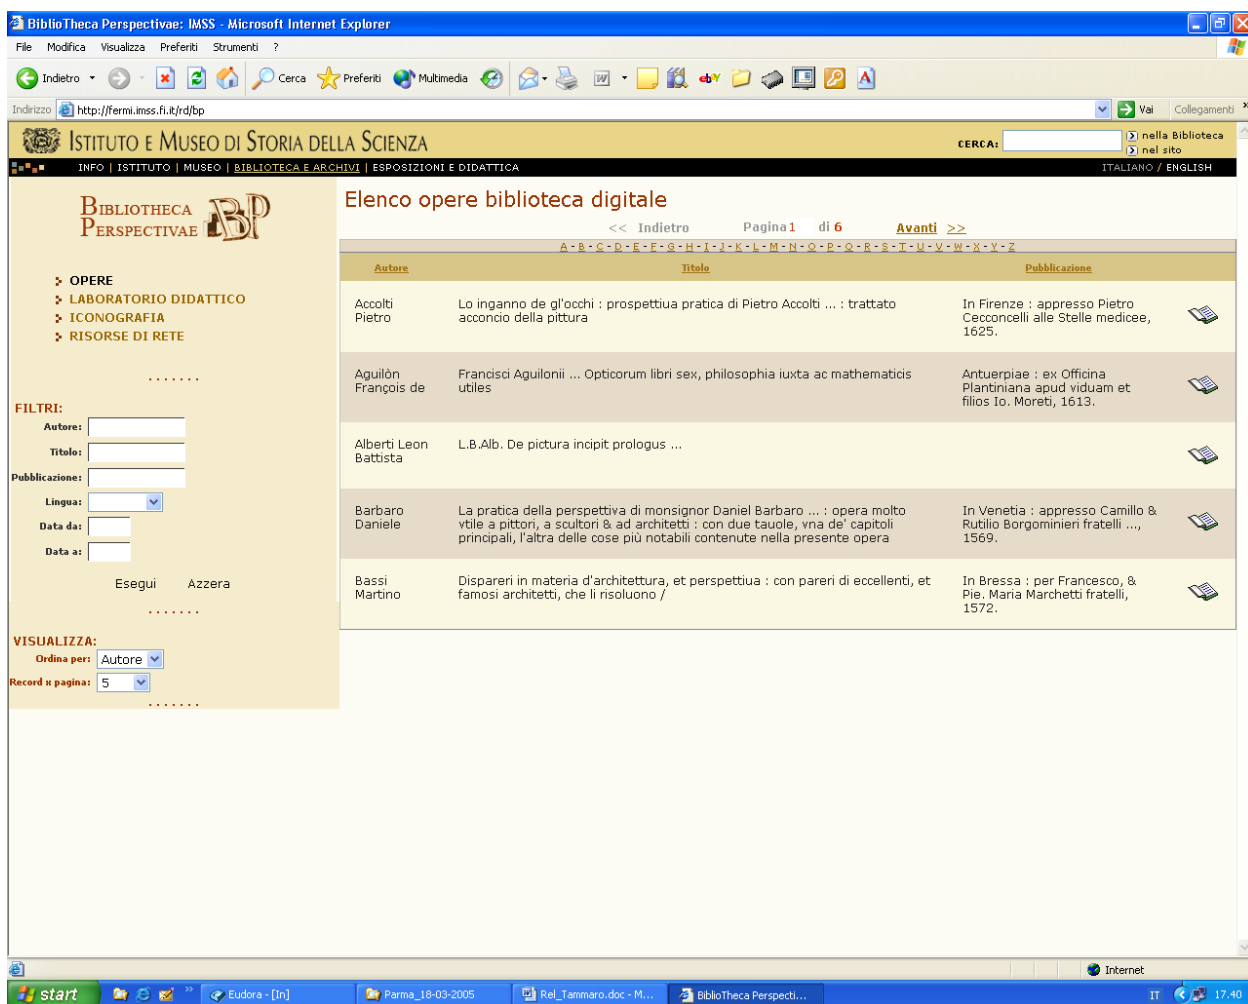 BiblioTheca Perspectivae: IMSS - Microsoft Internet Explorer
File Modifica Visualizza Preferiti Strumenti ?
Indietro Cerca Preferiti Multimedia ebY
Indirizzo http://fermi.imss.fi.it/rd/bp Vai Collegamenti »
ISTITUTO E MUSEO DI STORIA DELLA SCIENZA
CERCA: nella Biblioteca
nel sito
INFO | ISTITUTO | MUSEO | BIBLIOTECA E ARCHIVI | ESPOSIZIONI E DIDATTICA ITALIANO / ENGLISH
BIBLIOTHECA
PERSPECTIVAE
BP
OPERE
LABORATORIO DIDATTICO
ICONOGRAFIA
RISORSE DI RETE
. . . . . . .
FILTRI:
Autore:
Titolo:
Pubblicazione:
Lingua:
Data da:
Data a:
Esegui Azzera
. . . . . . .
VISUALIZZA:
Ordina per: Autore
Record x pagina: 5
. . . . . . .
Elenco opere biblioteca digitale
<< Indietro Pagina 1 di 6 Avanti >>
A - B - C - D - E - F - G - H - I - J - K - L - M - N - O - P - Q - R - S - T - U - V - W - X - Y - Z
Autore Titolo Pubblicazione
Accolti
Pietro
Lo inganno de gl'occhi : prospettiua pratica di Pietro Accolti ... : trattato
acconcio della pittura
In Firenze : appresso Pietro
Cecconcelli alle Stelle medicee,
1625.
Aguilòn
François de
Francisci Aguilonii ... Opticorum libri sex, philosophia iuxta ac mathematicis
utiles
Antuerpiae : ex Officina
Plantiniana apud viduam et
filios Io. Moreti, 1613.
Alberti Leon
Battista
L.B.Alb. De pictura incipit prologus ...
Barbaro
Daniele
La pratica della perspettiva di monsignor Daniel Barbaro ... : opera molto
vtile a pittori, a scultori & ad architetti : con due tauole, vna de' capitoli
principali, l'altra delle cose più notabili contenute nella presente opera
In Venetia : appresso Camillo &
Rutilio Borgominieri fratelli ...,
1569.
Bassi
Martino
Dispareri in materia d'architettura, et perspettiua : con pareri di eccellenti, et
famosi architetti, che li risoluono /
In Bressa : per Francesco, &
Pie. Maria Marchetti fratelli,
1572.
Internet
start » Eudora - [In] Parma_18-03-2005 Rel_Tammaro.doc - M... BiblioTheca Perspecti... IT 17.40